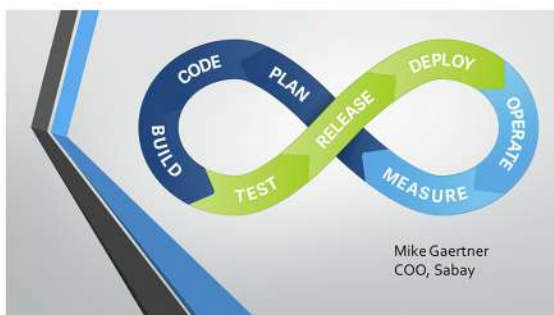 PLAN
CODE
BUILD
TEST
RELEASE
DEPLOY
OPERATE
MEASURE
Mike Gaertner
COO, Sabay